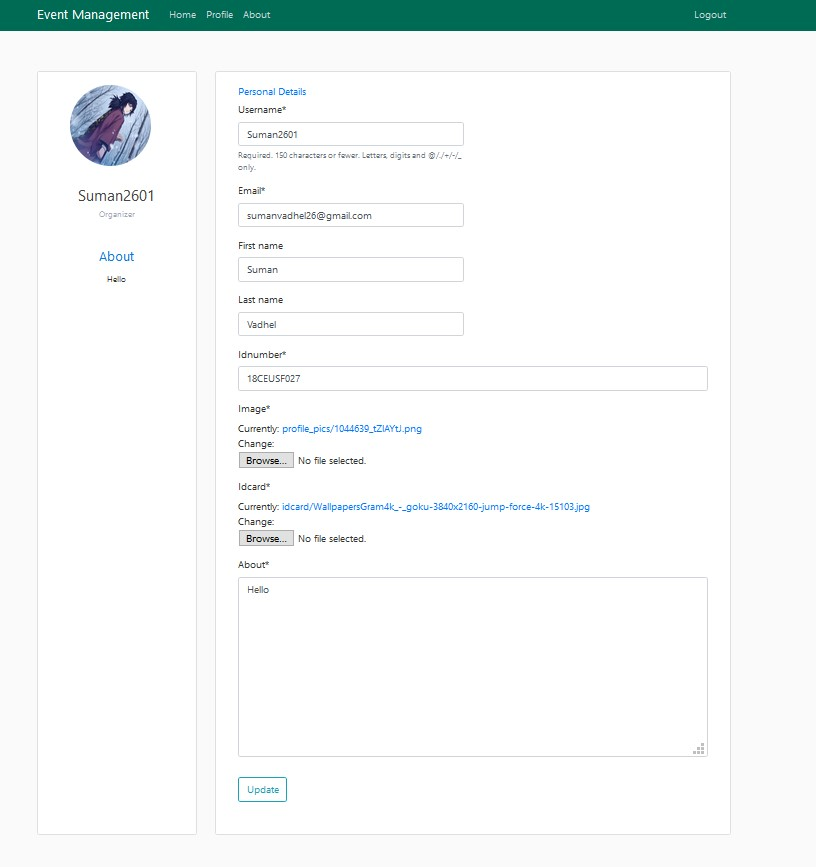 Event Management Home Profile About Logout
Suman2601
Organizer
About
Hello
Personal Details
Username*
Suman2601
Required. 150 characters or fewer. Letters, digits and @/./+/-/_
only.
Email*
sumanvadhel26@gmail.com
First name
Suman
Last name
Vadhel
Idnumber*
18CEUSF027
Image*
Currently: profile_pics/1044639_tZlAYtJ.png
Change:
Browse... No file selected.
Idcard*
Currently: idcard/WallpapersGram4k_-_goku-3840x2160-jump-force-4k-15103.jpg
Change:
Browse... No file selected.
About*
Hello
Update